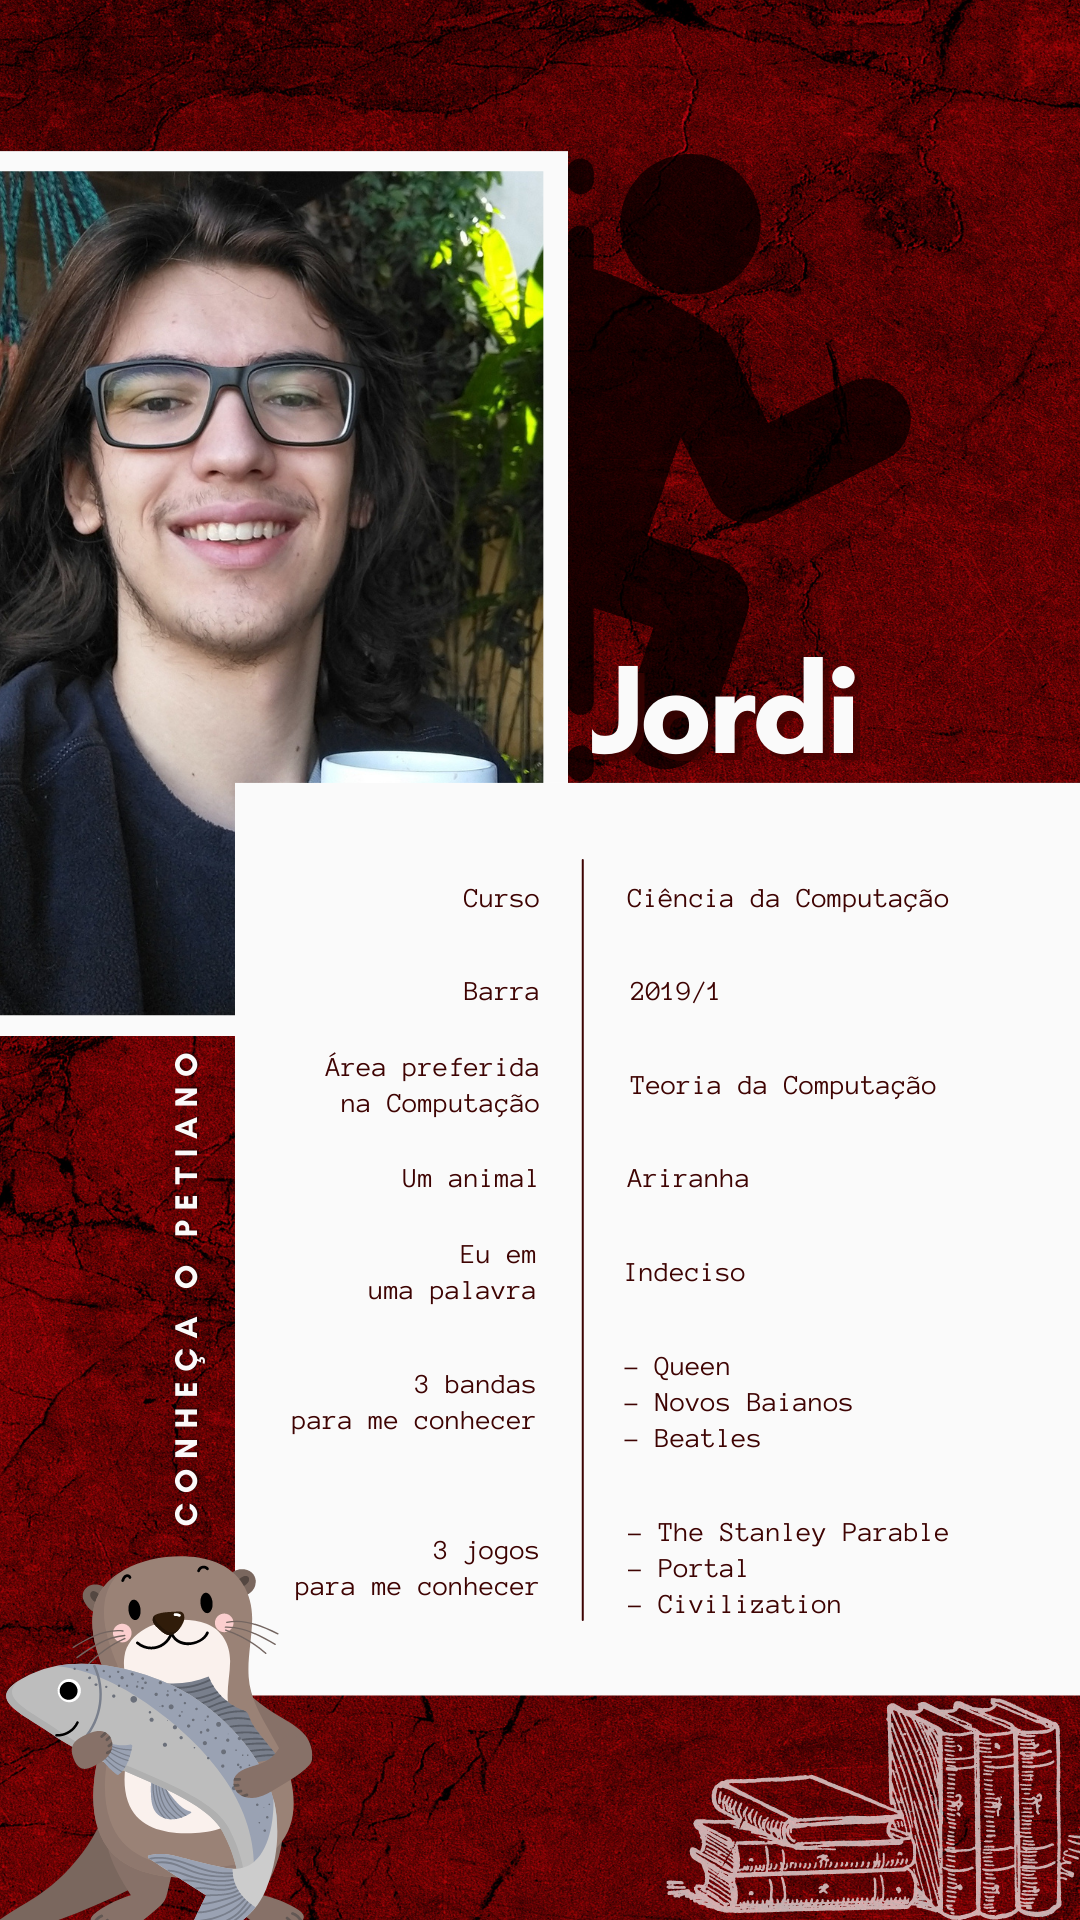 Jordi
Curso
Ciência da Computação
Barra
2019/1
Área preferida
na Computação
Teoria da Computação
Um animal
Ariranha
Eu em
uma palavra
Indeciso
3 bandas
para me conhecer
– Queen
– Novos Baianos
– Beatles
3 jogos
para me conhecer
– The Stanley Parable
– Portal
– Civilization
CONHEÇA O PETIANO